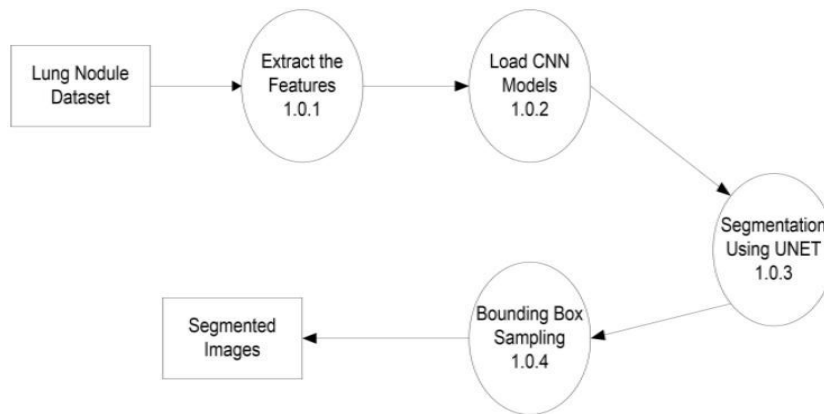 Lung Nodule
Dataset
Extract the
Features
1.0.1
Load CNN
Models
1.0.2
Segmentation
Using UNET
1.0.3
Bounding Box
Sampling
1.0.4
Segmented
Images